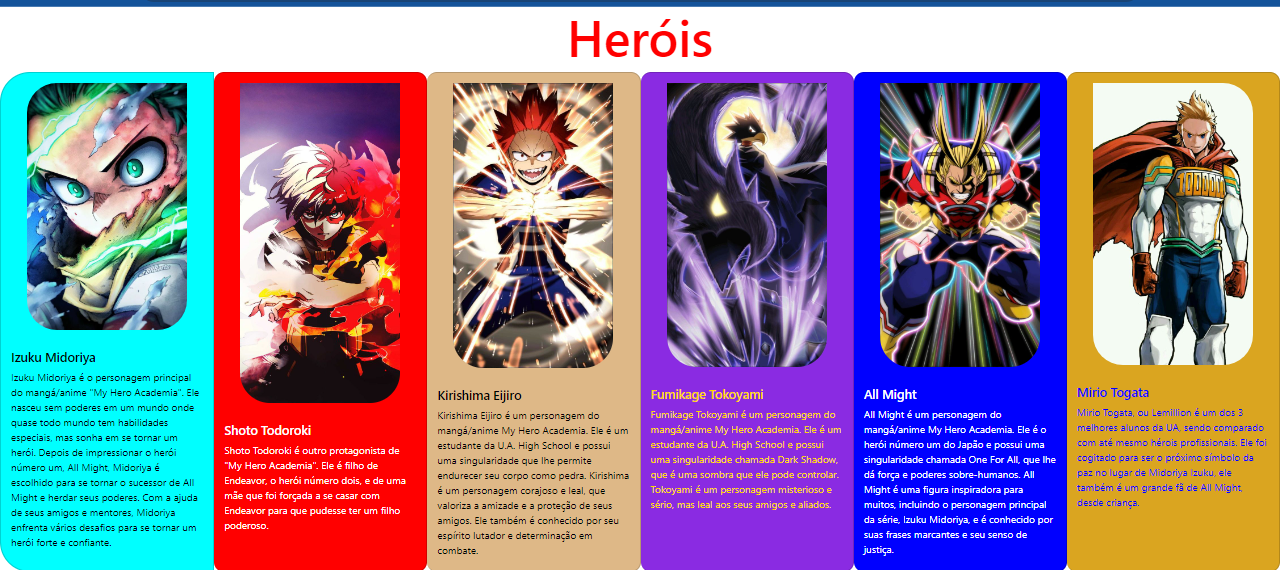 Heróis
Izuku Midoriya
Izuku Midoriya é o personagem principal
do mangá/anime "My Hero Academia". Ele
nasceu sem poderes em um mundo onde
quase todo mundo tem habilidades
especiais, mas sonha em se tornar um
herói. Depois de impressionar o herói
número um, All Might, Midoriya é
escolhido para se tornar o sucessor de All
Might e herdar seus poderes. Com a ajuda
de seus amigos e mentores, Midoriya
enfrenta vários desafios para se tornar um
herói forte e confiante.
Shoto Todoroki
Shoto Todoroki é outro protagonista de
"My Hero Academia". Ele é filho de
Endeavor, o herói número dois, e de uma
mãe que foi forçada a se casar com
Endeavor para que pudesse ter um filho
poderoso.
Kirishima Eijiro
Kirishima Eijiro é um personagem do
mangá/anime My Hero Academia. Ele é um
estudante da U.A. High School e possui
uma singularidade que lhe permite
endurecer seu corpo como pedra. Kirishima
é um personagem corajoso e leal, que
valoriza a amizade e a proteção de seus
amigos. Ele também é conhecido por seu
espírito lutador e determinação em
combate.
Fumikage Tokoyami
Fumikage Tokoyami é um personagem do
mangá/anime My Hero Academia. Ele é um
estudante da U.A. High School e possui
uma singularidade chamada Dark Shadow,
que é uma sombra que ele pode controlar.
Tokoyami é um personagem misterioso e
sério, mas leal aos seus amigos e aliados.
All Might
All Might é um personagem do
mangá/anime My Hero Academia. Ele é o
herói número um do Japão e possui uma
singularidade chamada One For All, que lhe
dá força e poderes sobre-humanos. All
Might é uma figura inspiradora para
muitos, incluindo o personagem principal
da série, Izuku Midoriya, e é conhecido por
suas frases marcantes e seu senso de
justiça.
1000000
Mirío Togata
Mirio Togata, ou Lemillion é um dos 3
melhores alunos da UA, sendo comparado
com até mesmo hérois profissionais. Ele foi
cogitado para ser o próximo símbolo da
paz no lugar de Midoriya Izuku, ele
também é um grande fã de All Might,
desde criança.